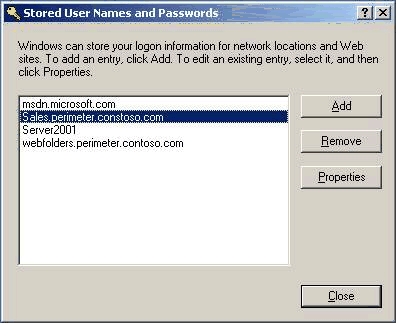 Stored User Names and Passwords
Windows can store your logon information for network locations and Web
sites. To add an entry, click Add. To edit an existing entry, select it, and then
click Properties.
msdn.microsoft.com
Sales.perimeter.constoso.com
Server2001
webfolders.perimeter.contoso.com
Add
Remove
Properties
Close